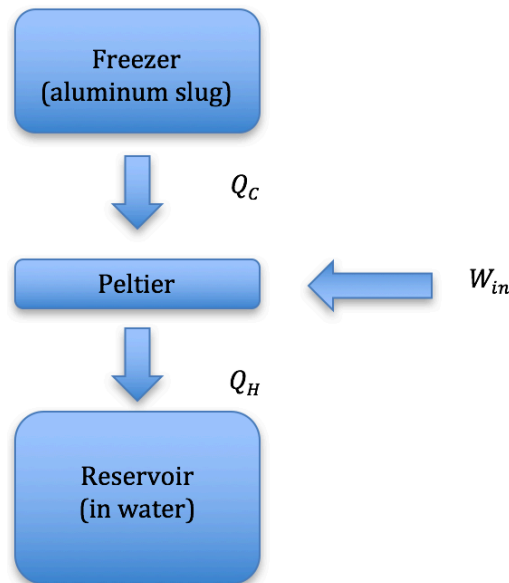 Freezer
(aluminum slug)
Q_C
Peltier
W_in
Q_H
Reservoir
(in water)